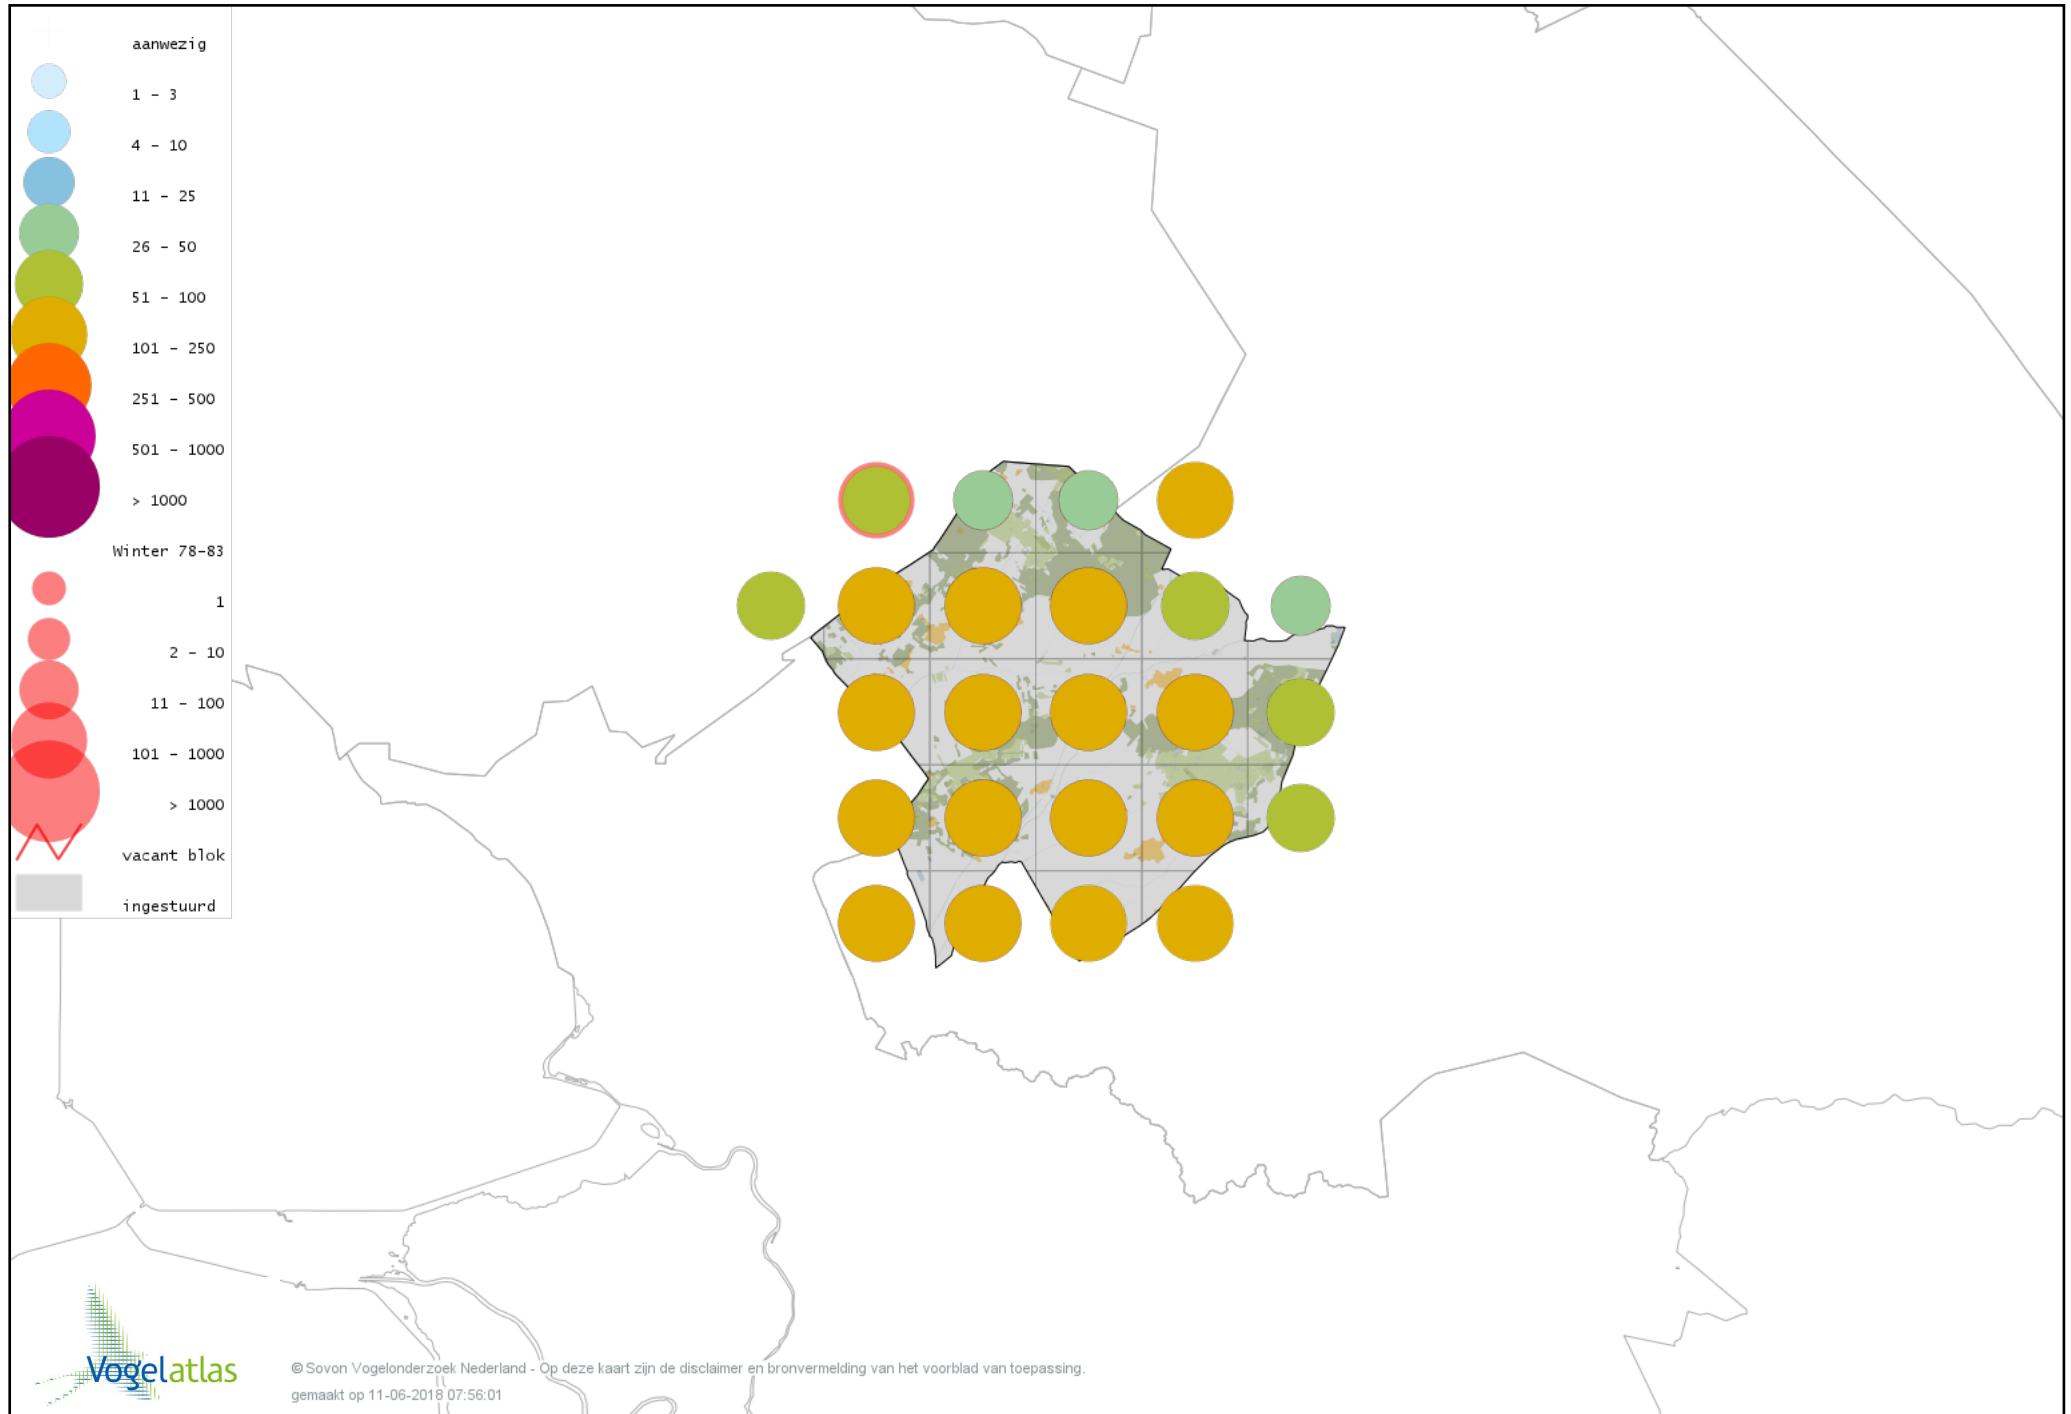 aanwezig
1 - 3
4 - 10
11 - 25
26 - 50
51 - 100
101 - 250
251 - 500
501 - 1000
> 1000
Winter 78-83
1
2 - 10
11 - 100
101 - 1000
> 1000
vacant blok
ingestuurd
Vogelatlas
© Sovon Vogelonderzoek Nederland - Op deze kaart zijn de disclaimer en bronvermelding van het voorblad van toepassing.
gemaakt op 11-06-2018 07:56:01